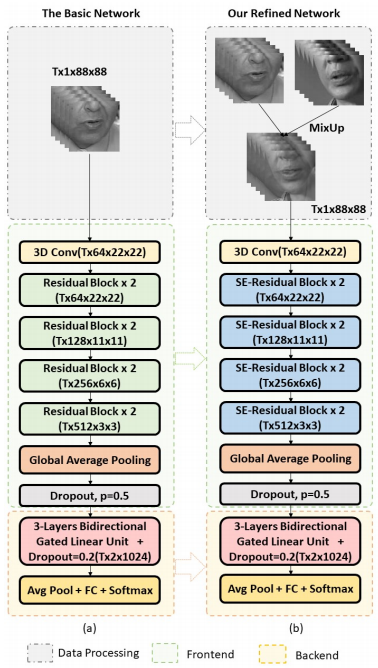 The Basic Network
Tx1x88x88
3D Conv(Tx64x22x22)
Residual Block x 2
(Tx64x22x22)
Residual Block x 2
(Tx128x11x11)
Residual Block x 2
(Tx256x6x6)
Residual Block x 2
(Tx512x3x3)
Global Average Pooling
Dropout, p=0.5
3-Layers Bidirectional
Gated Linear Unit +
Dropout=0.2(Tx2x1024)
Avg Pool + FC + Softmax
(a)
Our Refined Network
MixUp
Tx1x88x88
3D Conv(Tx64x22x22)
SE-Residual Block x 2
(Tx64x22x22)
SE-Residual Block x 2
(Tx128x11x11)
SE-Residual Block x 2
(Tx256x6x6)
SE-Residual Block x 2
(Tx512x3x3)
Global Average Pooling
Dropout, p=0.5
3-Layers Bidirectional
Gated Linear Unit +
Dropout=0.2(Tx2x1024)
Avg Pool + FC + Softmax
(b)
Data Processing
Frontend
Backend